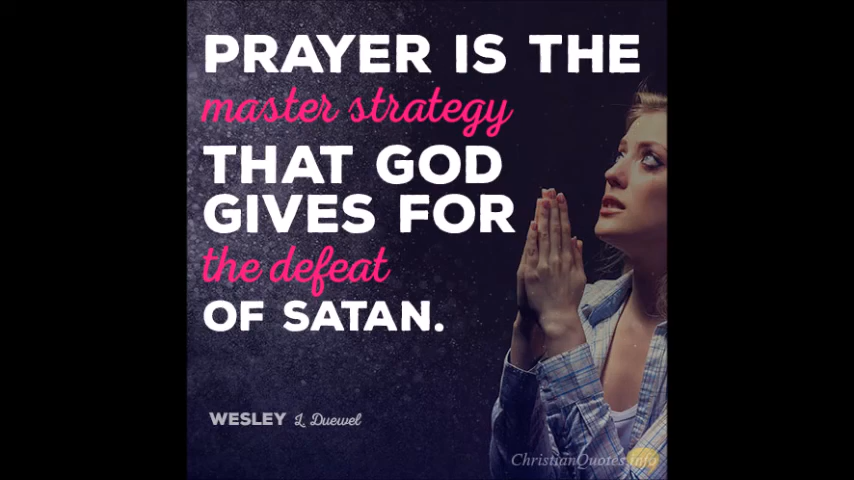 PRAYER IS THE
master strategy
THAT GOD
GIVES FOR
the defeat
OF SATAN.
WESLEY L. Duewel
ChristianQuotes.info